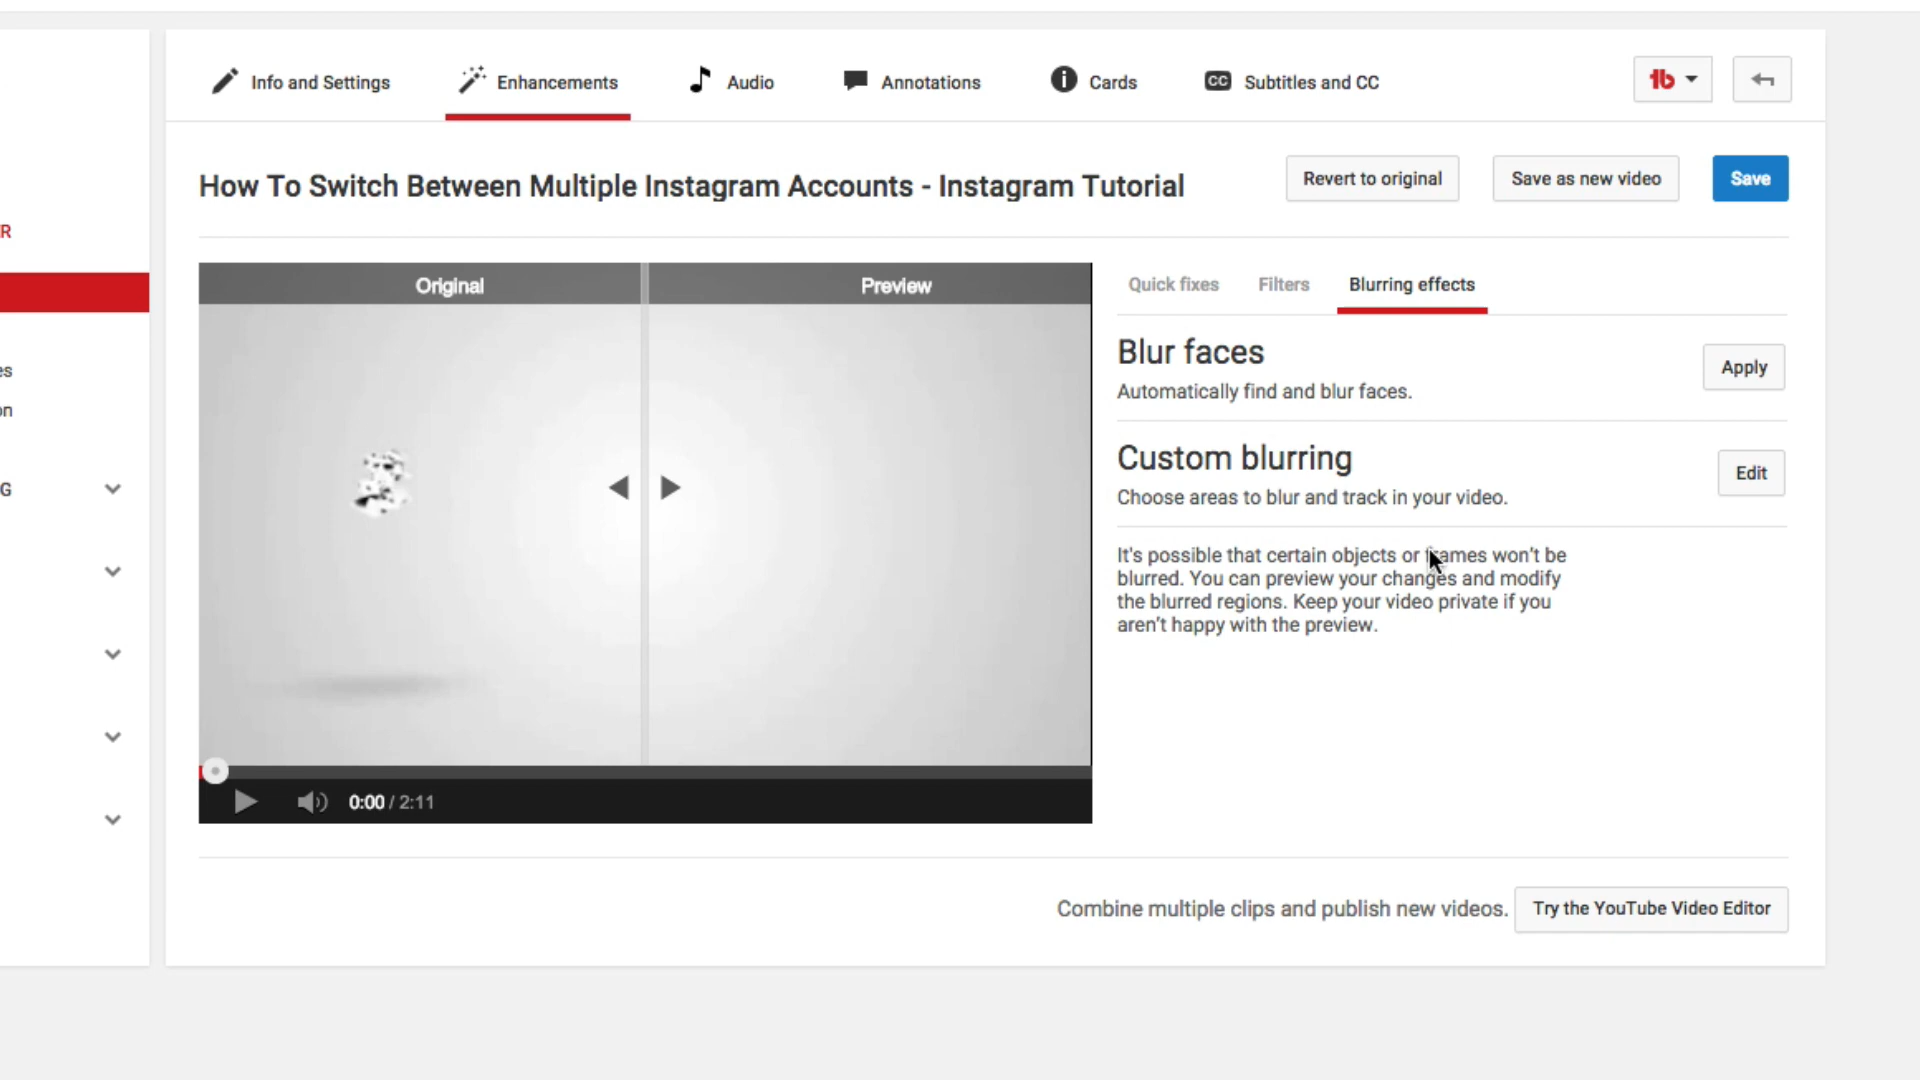 Info and Settings
Enhancements
Audio
Annotations
Cards
CC Subtitles and CC
tb
How To Switch Between Multiple Instagram Accounts - Instagram Tutorial
Revert to original
Save as new video
Save
R
Original
Preview
Quick fixes
Filters
Blurring effects
Blur faces
Automatically find and blur faces.
Apply
es
on
G
Custom blurring
Choose areas to blur and track in your video.
Edit
It's possible that certain objects or frames won't be
blurred. You can preview your changes and modify
the blurred regions. Keep your video private if you
aren't happy with the preview.
0:00 / 2:11
Combine multiple clips and publish new videos.
Try the YouTube Video Editor